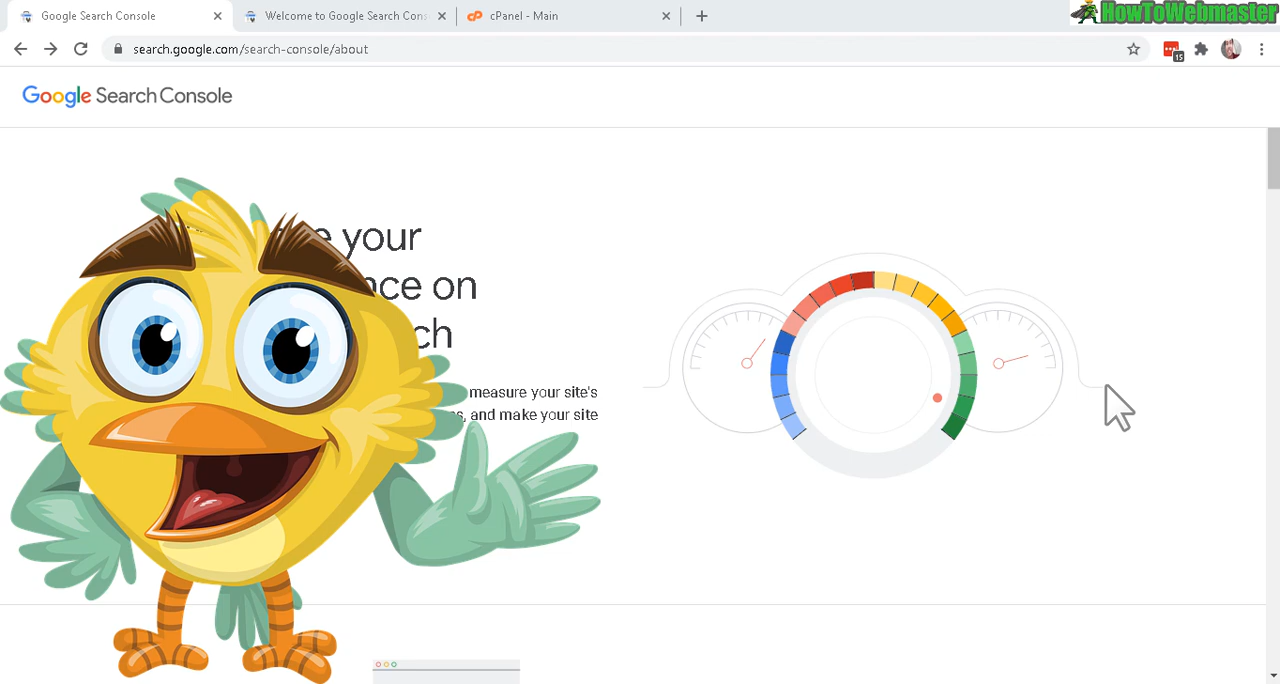 Google Search Console
Welcome to Google Search Cons
cPanel - Main
HowToWebmaster
search.google.com/search-console/about
15
Google Search Console
your
nce on
ch
measure your site's
s, and make your site